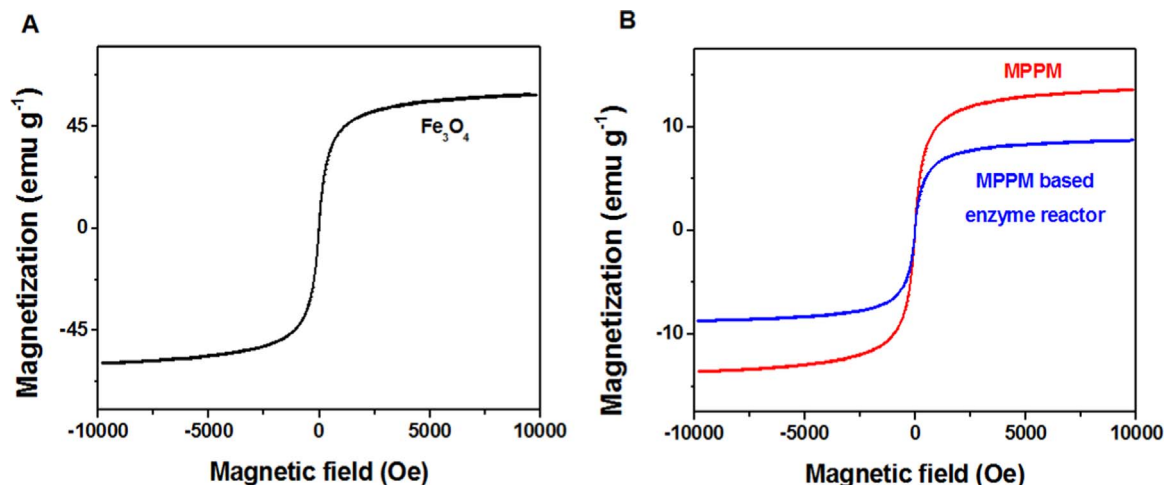 A
Magnetization (emu g⁻¹)
45
0
-45
Fe₃O₄
-10000 -5000 0 5000 10000
Magnetic field (Oe)
B
Magnetization (emu g⁻¹)
10
0
-10
MPPM
MPPM based
enzyme reactor
-10000 -5000 0 5000 10000
Magnetic field (Oe)